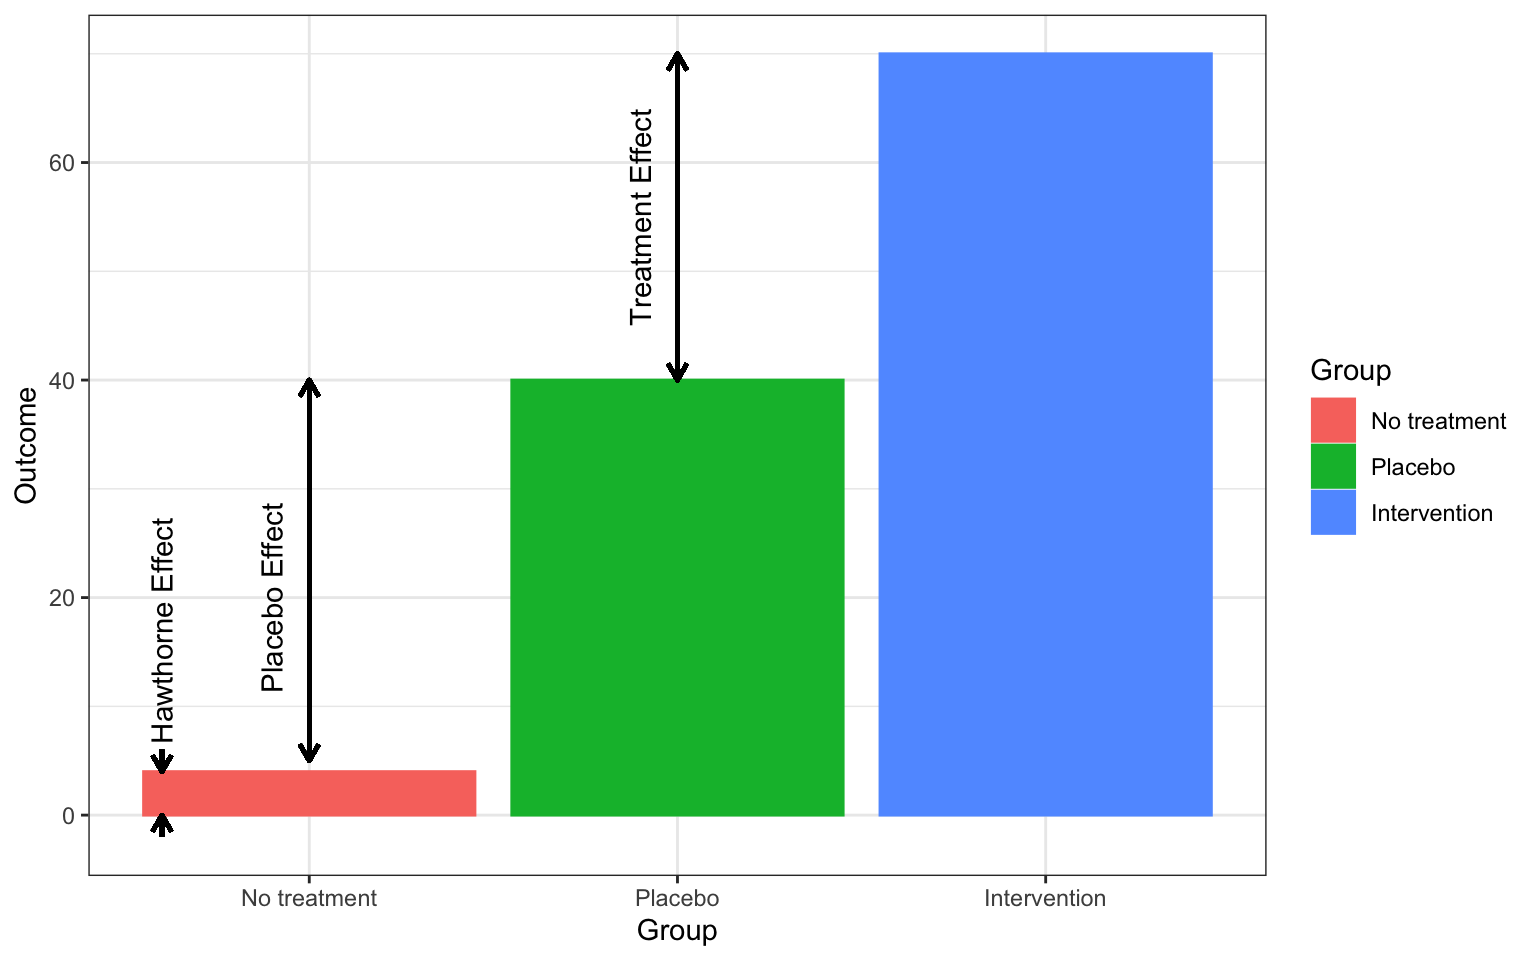 Outcome
60
40
20
0
Hawthorne Effect
Placebo Effect
Treatment Effect
No treatment
Placebo
Intervention
Group
Group
No treatment
Placebo
Intervention